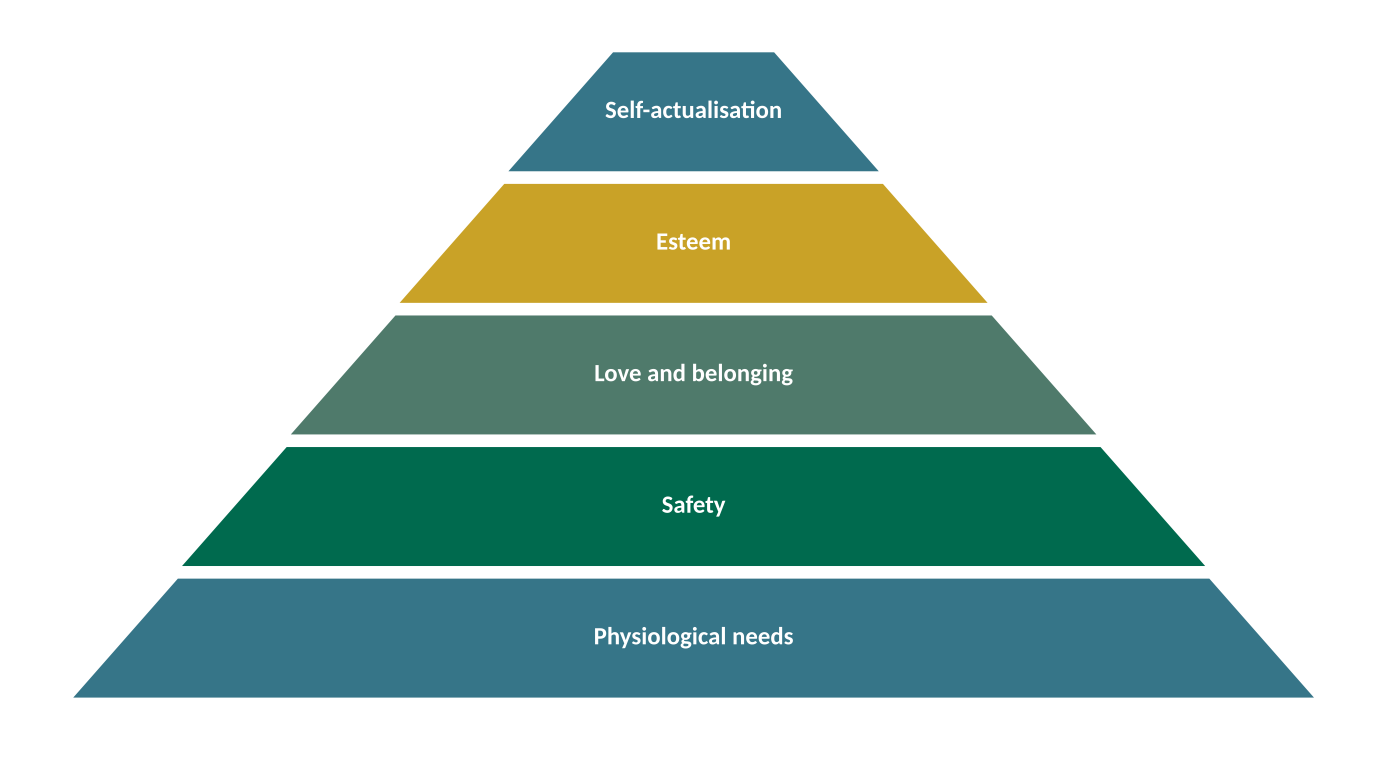 Self-actualisation
Esteem
Love and belonging
Safety
Physiological needs